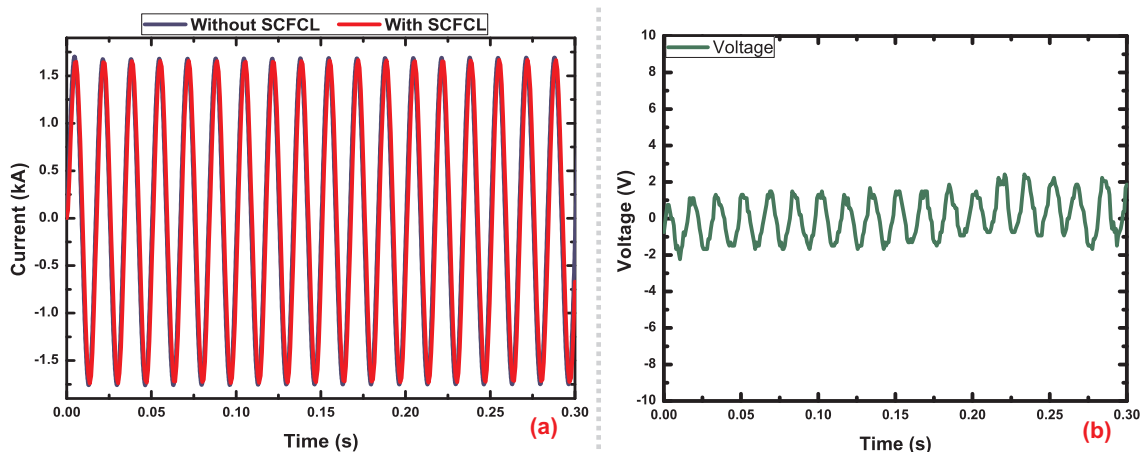 Without SCFCL With SCFCL
Current (kA)
1.5
1.0
0.5
0.0
-0.5
-1.0
-1.5
0.00 0.05 0.10 0.15 0.20 0.25 0.30
Time (s)
(a)
Voltage
Voltage (V)
10
8
6
4
2
0
-2
-4
-6
-8
-10
0.00 0.05 0.10 0.15 0.20 0.25 0.30
Time (s)
(b)